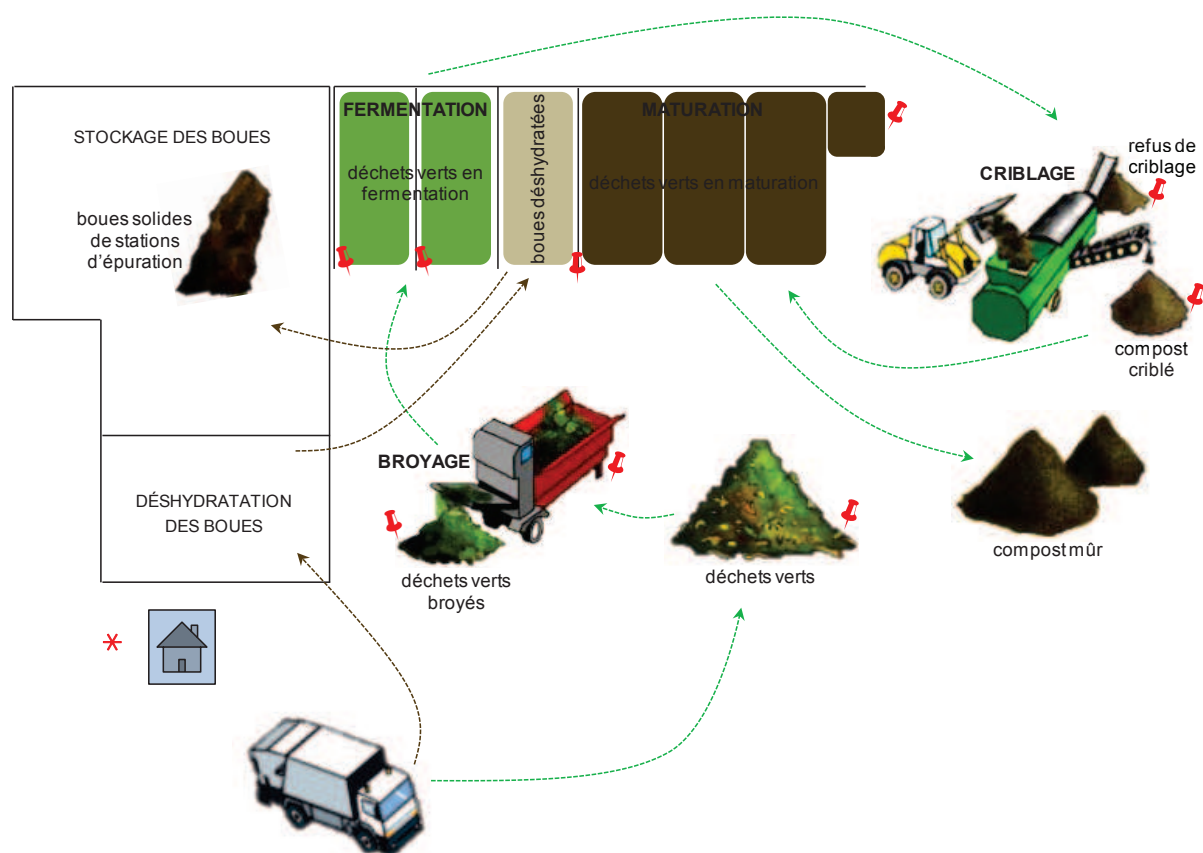 FERMENTATION
MATURATION
STOCKAGE DES BOUES
boues déshydratées
refus de
criblage
CRIBLAGE
déchets verts en
fermentation
déchets verts en maturation
boues solides
de stations
d'épuration
compost
criblé
BROYAGE
DÉSHYDRATATION
DES BOUES
compost mûr
déchets verts
broyés
déchets verts